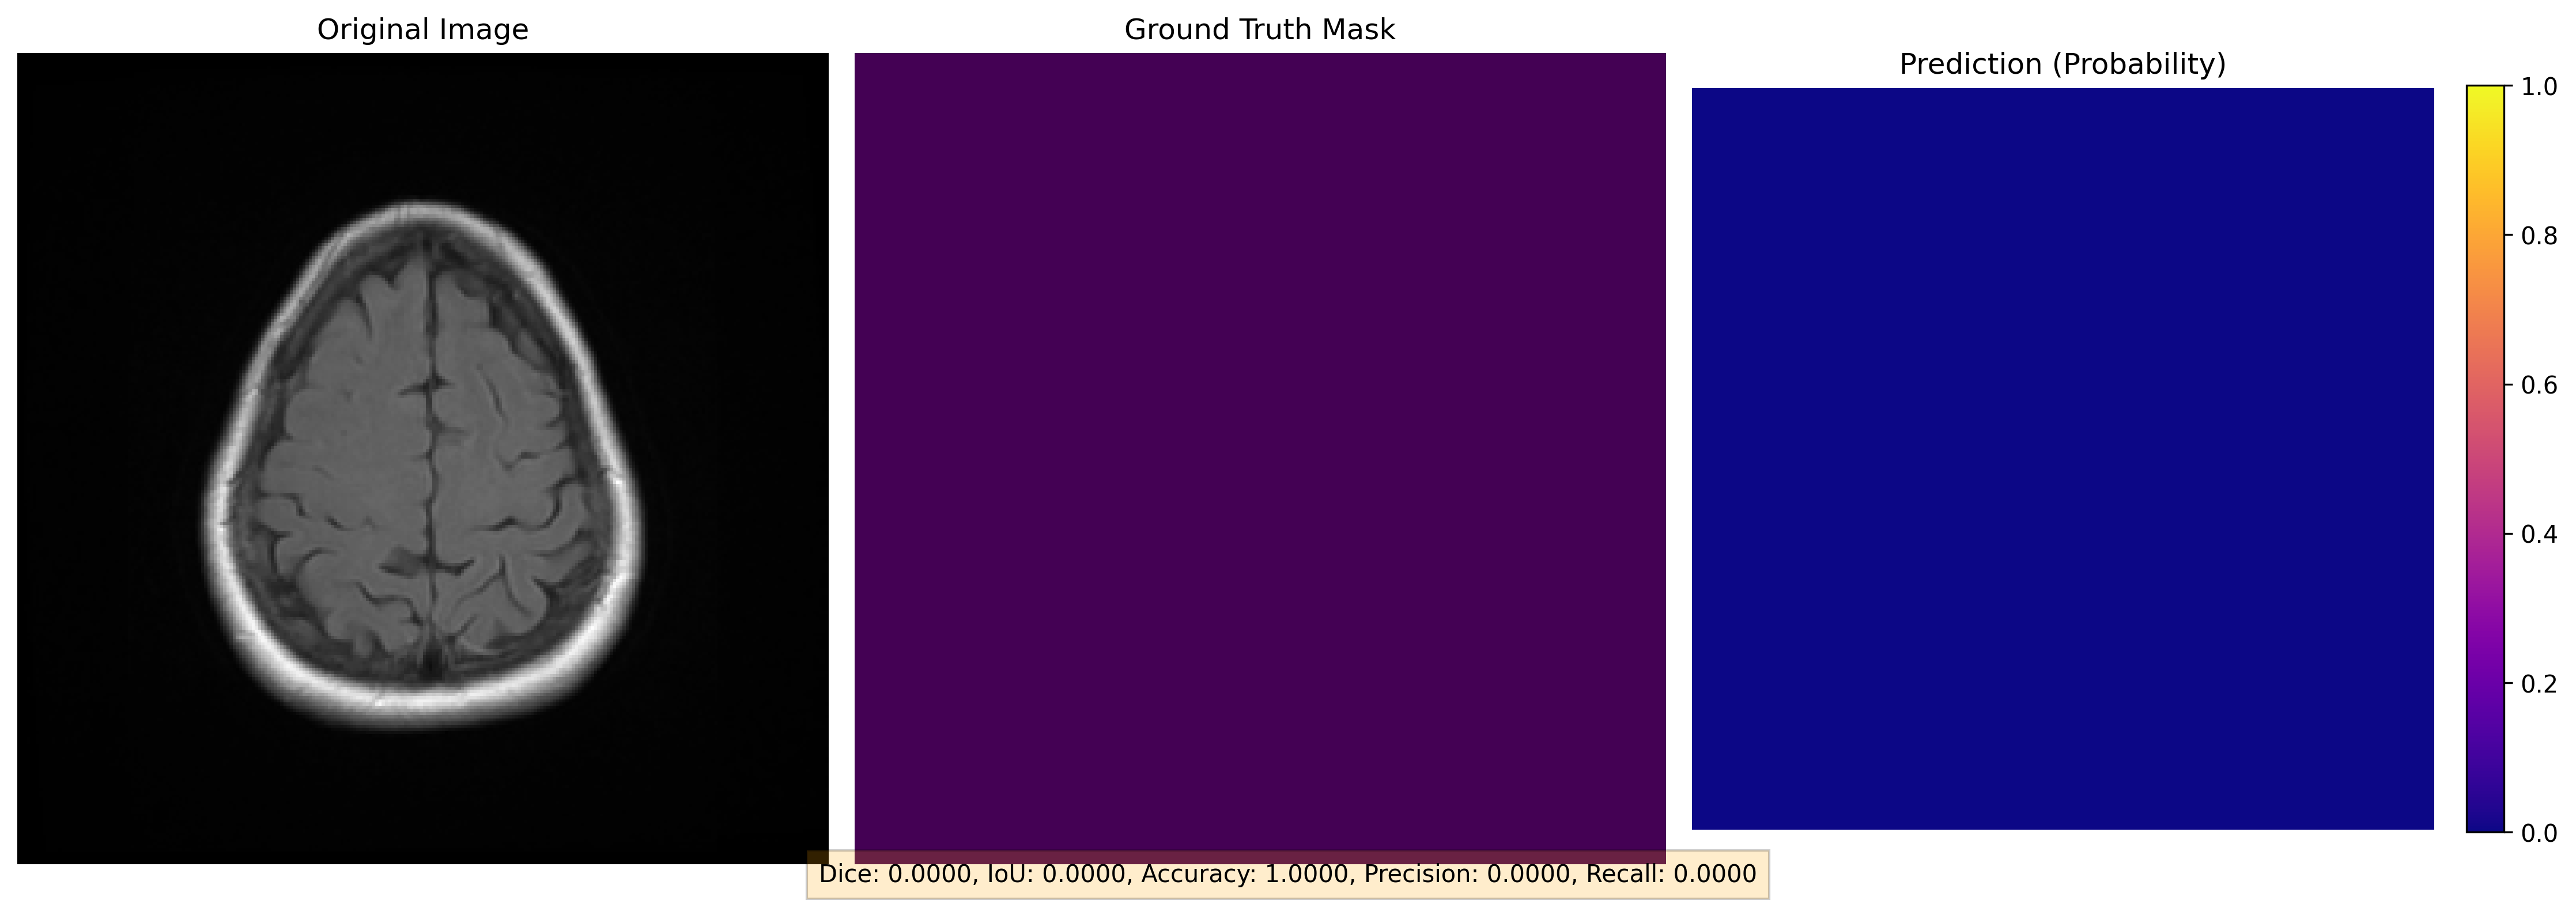 Original Image
Ground Truth Mask
Prediction (Probability)
1.0
0.8
0.6
0.4
0.2
0.0
Dice: 0.0000, IoU: 0.0000, Accuracy: 1.0000, Precision: 0.0000, Recall: 0.0000